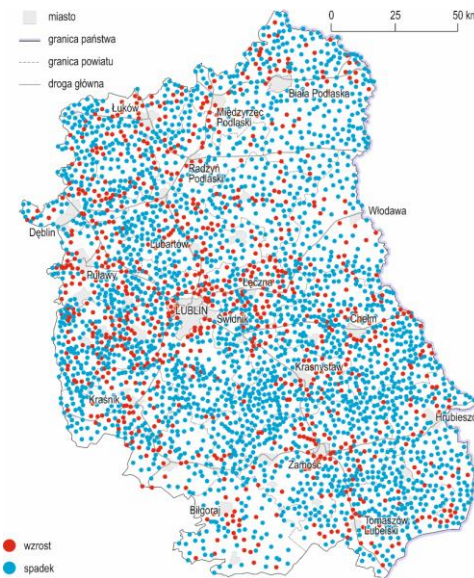 miasto
granica państwa
granica powiatu
droga główna
0 25 50 km
Biała Podlaska
Łuków
Międzyrzec
Podlaski
Radzyń
Podlaski
Włodawa
Dęblin
Lubartów
Puławy
Łęczna
LUBLIN
Świdnik
Chełm
Krasnystaw
Kraśnik
Hrubieszó
Zamość
Biłgoraj
Tomaszów
Lubelski
wzrost
spadek